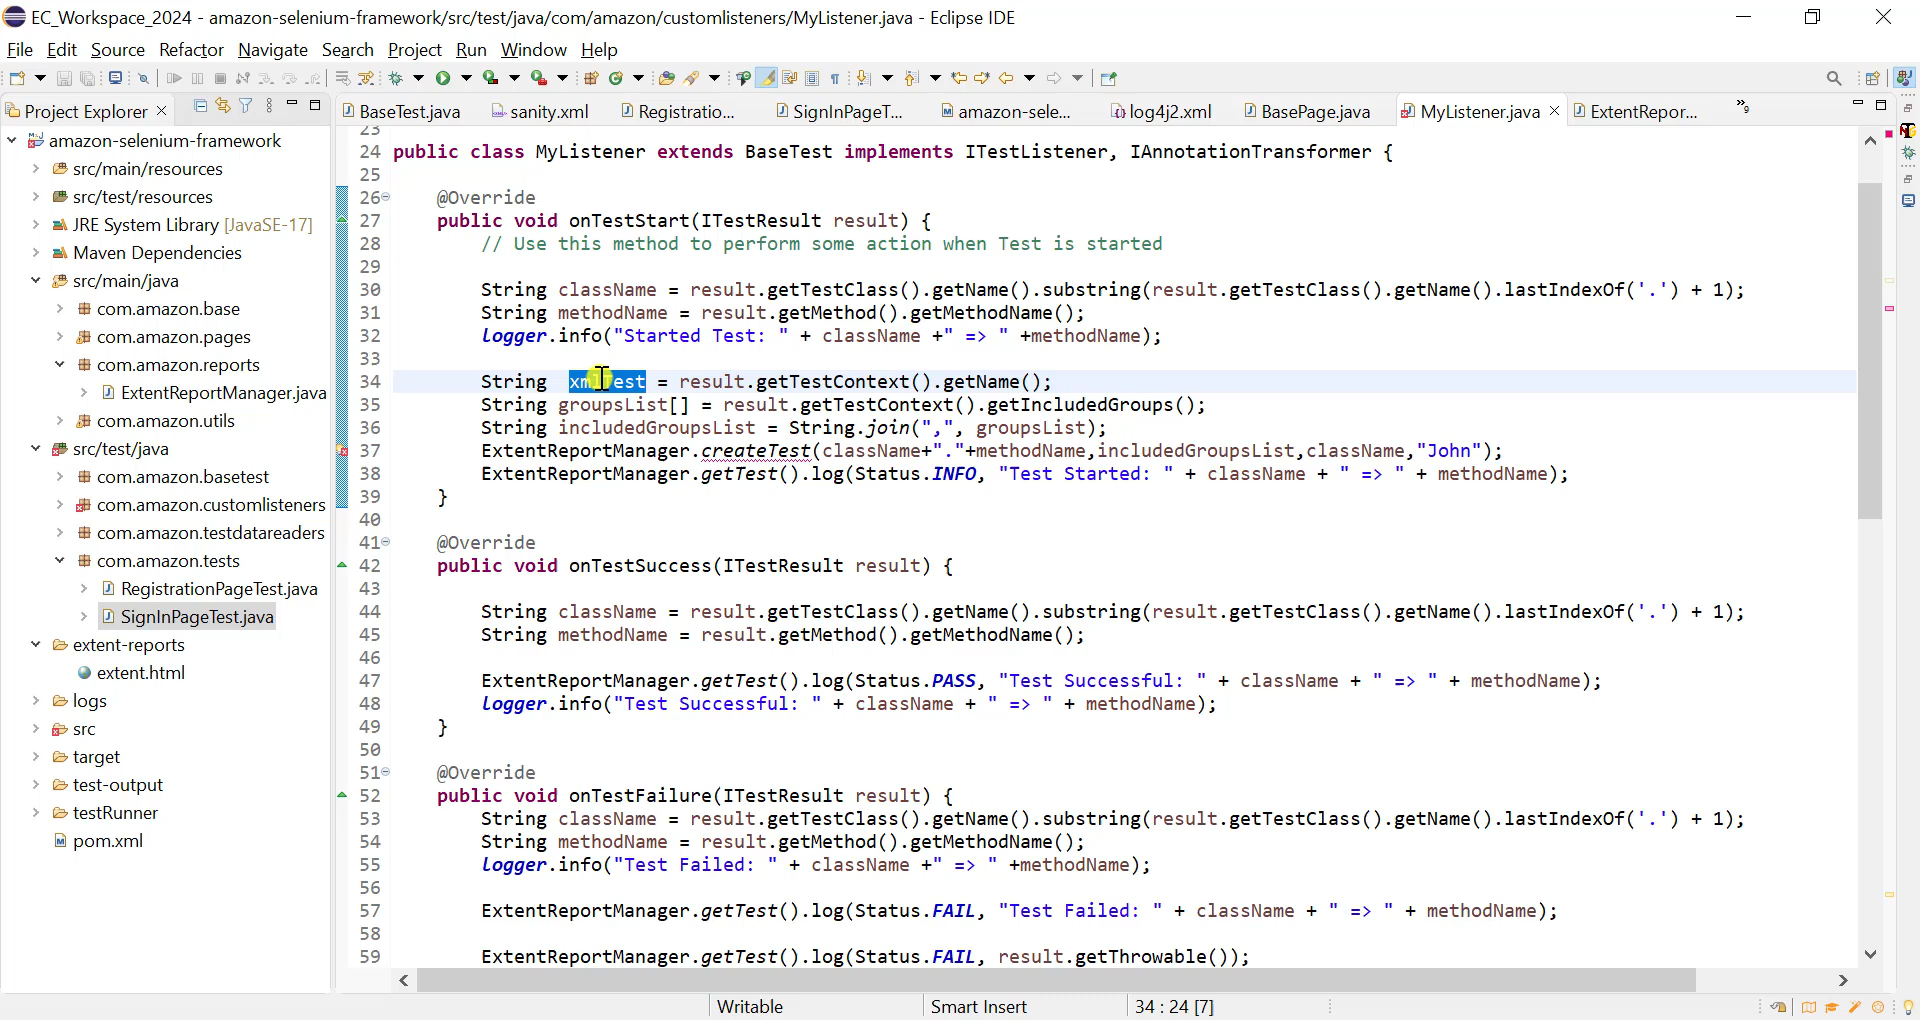 EC_Workspace_2024 - amazon-selenium-framework/src/test/java/com/amazon/customlisteners/MyListener.java - Eclipse IDE
File Edit Source Refactor Navigate Search Project Run Window Help
Project Explorer
BaseTest.java sanity.xml Registratio... SignInPageT... amazon-sele... log4j2.xml BasePage.java MyListener.java ExtentRepor... »9
amazon-selenium-framework
src/main/resources
src/test/resources
JRE System Library [JavaSE-17]
Maven Dependencies
src/main/java
com.amazon.base
com.amazon.pages
com.amazon.reports
ExtentReportManager.java
com.amazon.utils
src/test/java
com.amazon.basetest
com.amazon.customlisteners
com.amazon.testdatareaders
com.amazon.tests
RegistrationPageTest.java
SignInPageTest.java
extent-reports
extent.html
logs
src
target
test-output
testRunner
pom.xml
23
24 public class MyListener extends BaseTest implements ITestListener, IAnnotationTransformer {
25
26 @Override
27 public void onTestStart(ITestResult result) {
28 // Use this method to perform some action when Test is started
29
30 String className = result.getTestClass().getName().substring(result.getTestClass().getName().lastIndexOf('.') + 1);
31 String methodName = result.getMethod().getMethodName();
32 logger.info("Started Test: " + className +" => " +methodName);
33
34 String xmlTest = result.getTestContext().getName();
35 String groupsList[] = result.getTestContext().getIncludedGroups();
36 String includedGroupsList = String.join(",", groupsList);
37 ExtentReportManager.createTest(className+"."+methodName,includedGroupsList,className,"John");
38 ExtentReportManager.getTest().log(Status.INFO, "Test Started: " + className + " => " + methodName);
39 }
40
41 @Override
42 public void onTestSuccess(ITestResult result) {
43
44 String className = result.getTestClass().getName().substring(result.getTestClass().getName().lastIndexOf('.') + 1);
45 String methodName = result.getMethod().getMethodName();
46
47 ExtentReportManager.getTest().log(Status.PASS, "Test Successful: " + className + " => " + methodName);
48 logger.info("Test Successful: " + className + " => " + methodName);
49 }
50
51 @Override
52 public void onTestFailure(ITestResult result) {
53 String className = result.getTestClass().getName().substring(result.getTestClass().getName().lastIndexOf('.') + 1);
54 String methodName = result.getMethod().getMethodName();
55 logger.info("Test Failed: " + className +" => " +methodName);
56
57 ExtentReportManager.getTest().log(Status.FAIL, "Test Failed: " + className + " => " + methodName);
58
59 ExtentReportManager.getTest().log(Status.FAIL, result.getThrowable());
Writable Smart Insert 34 : 24 [7]